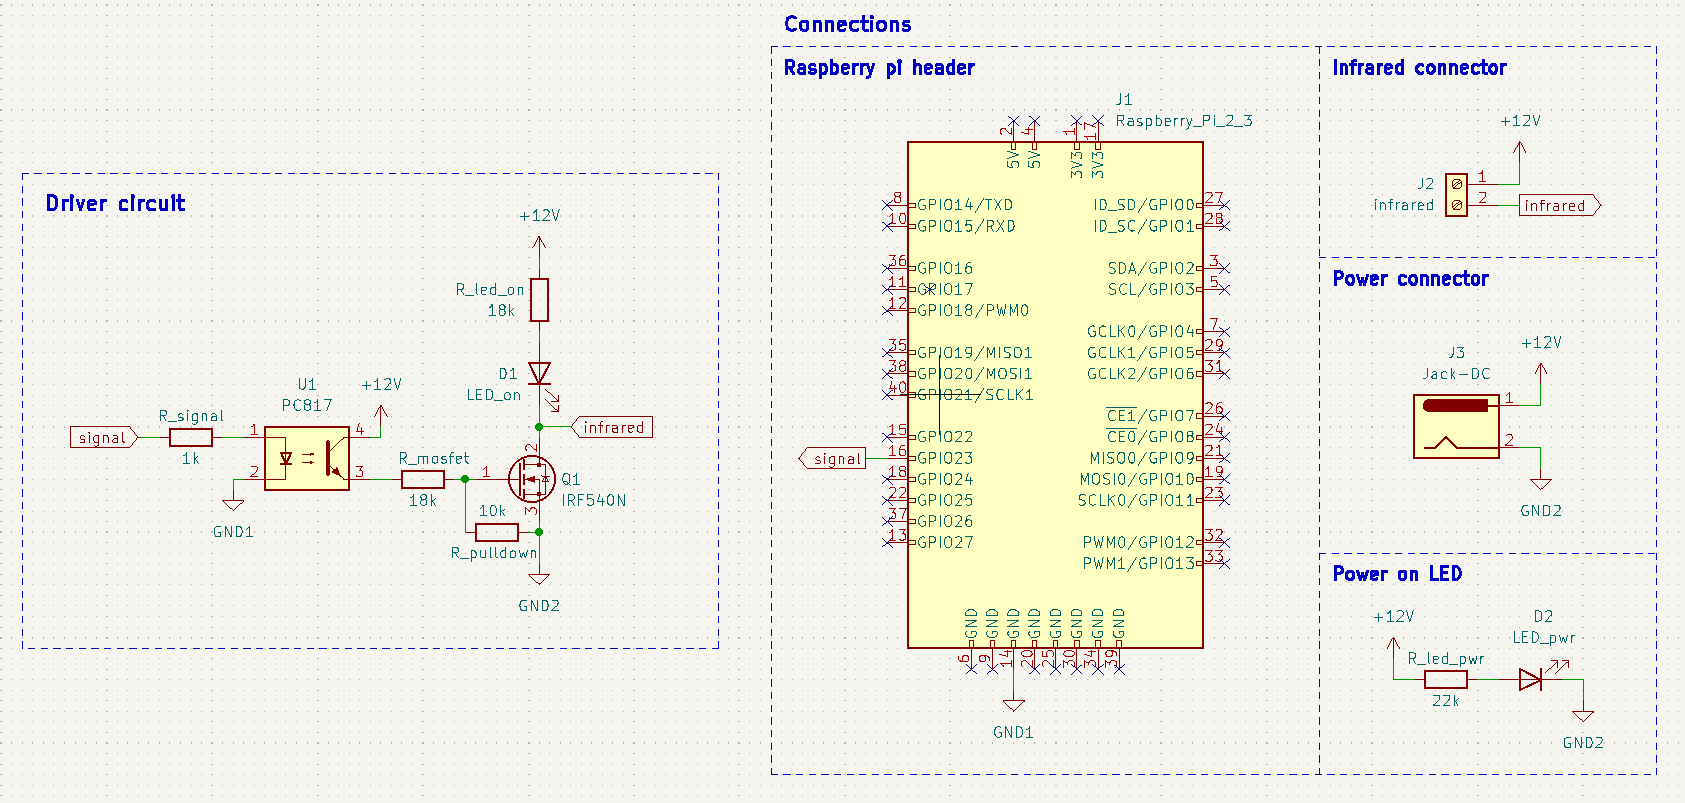 Connections
Driver circuit
+12V
R_led_on
18k
D1
LED_on
U1
PC817
+12V
R_signal
signal
1k
1
2
4
3
GND1
R_mosfet
18k
infrared
2
1
Q1
IRF540N
3
10k
R_pulldown
GND2
Raspberry pi header
J1
Raspberry_Pi_2_3
2
4
1
17
5V
5V
3V3
3V3
8 GPIO14/TXD
10 GPIO15/RXD
36 GPIO16
11 GPIO17
12 GPIO18/PWM0
35 GPIO19/MISO1
38 GPIO20/MOSI1
40 GPIO21/SCLK1
15 GPIO22
signal
16 GPIO23
18 GPIO24
22 GPIO25
37 GPIO26
13 GPIO27
ID_SD/GPIO0 27
ID_SC/GPIO1 28
SDA/GPIO2 3
SCL/GPIO3 5
GCLK0/GPIO4 7
GCLK1/GPIO5 29
GCLK2/GPIO6 31
CE1/GPIO7 26
CE0/GPIO8 24
MISO0/GPIO9 21
MOSI0/GPIO10 19
SCLK0/GPIO11 23
PWM0/GPIO12 32
PWM1/GPIO13 33
GND
GND
GND
GND
GND
GND
GND
GND
6
9
14
20
25
30
34
39
GND1
Infrared connector
+12V
J2
infrared
1
2
infrared
Power connector
J3
Jack-DC
+12V
1
2
GND2
Power on LED
+12V
D2
LED_pwr
R_led_pwr
22k
GND2